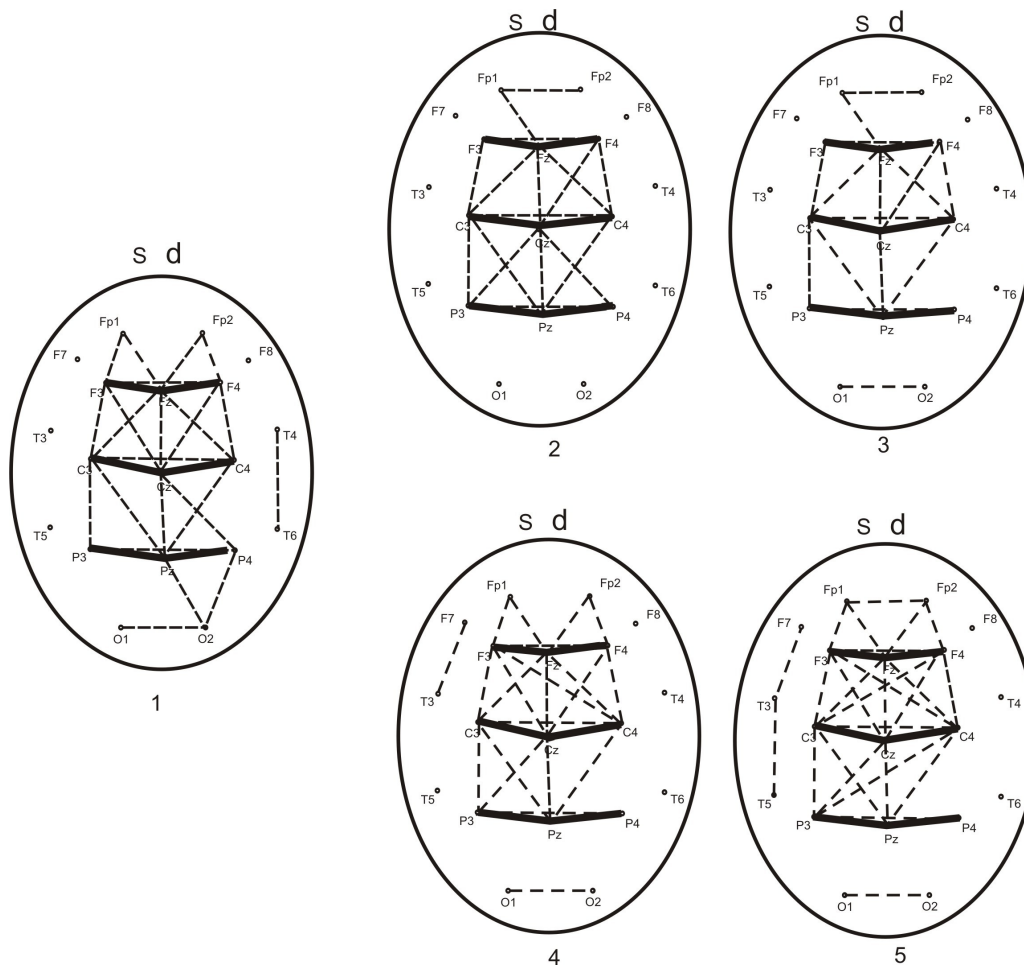 s d
Fp1 Fp2
F7 F8
F3 Fz F4
T3 T4
C3 Cz C4
T5 T6
P3 Pz P4
O1 O2
1
s d
Fp1 Fp2
F7 F8
F3 Fz F4
T3 T4
C3 Cz C4
T5 T6
P3 Pz P4
O1 O2
2
s d
Fp1 Fp2
F7 F8
F3 Fz F4
T3 T4
C3 Cz C4
T5 T6
P3 Pz P4
O1 O2
3
s d
Fp1 Fp2
F7 F8
F3 Fz F4
T3 T4
C3 Cz C4
T5 T6
P3 Pz P4
O1 O2
4
s d
Fp1 Fp2
F7 F8
F3 Fz F4
T3 T4
C3 Cz C4
T5 T6
P3 Pz P4
O1 O2
5